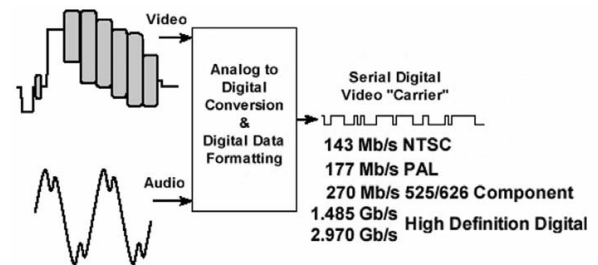 Video
Analog to
Digital
Conversion
&
Digital Data
Formatting
Audio
Serial Digital
Video "Carrier"
143 Mb/s NTSC
177 Mb/s PAL
270 Mb/s 525/626 Component
1.485 Gb/s
High Definition Digital
2.970 Gb/s